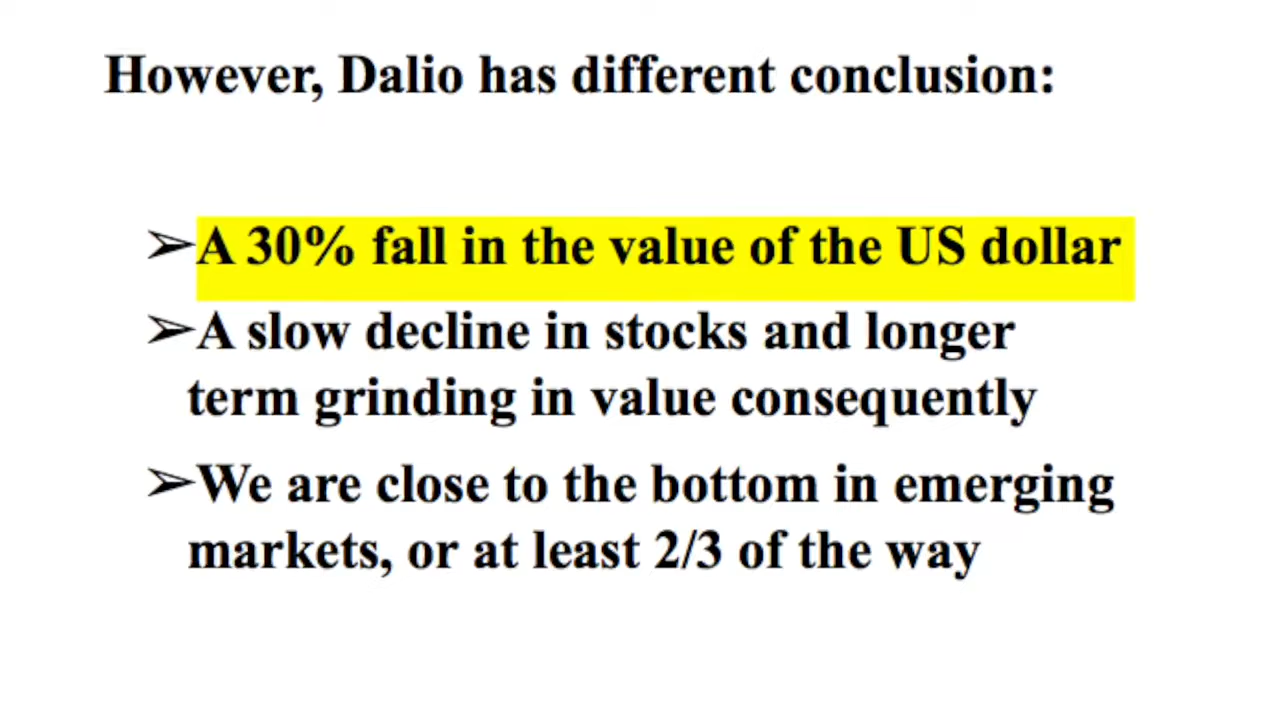 However, Dalio has different conclusion:
➢A 30% fall in the value of the US dollar
➢A slow decline in stocks and longer
term grinding in value consequently
➢We are close to the bottom in emerging
markets, or at least 2/3 of the way